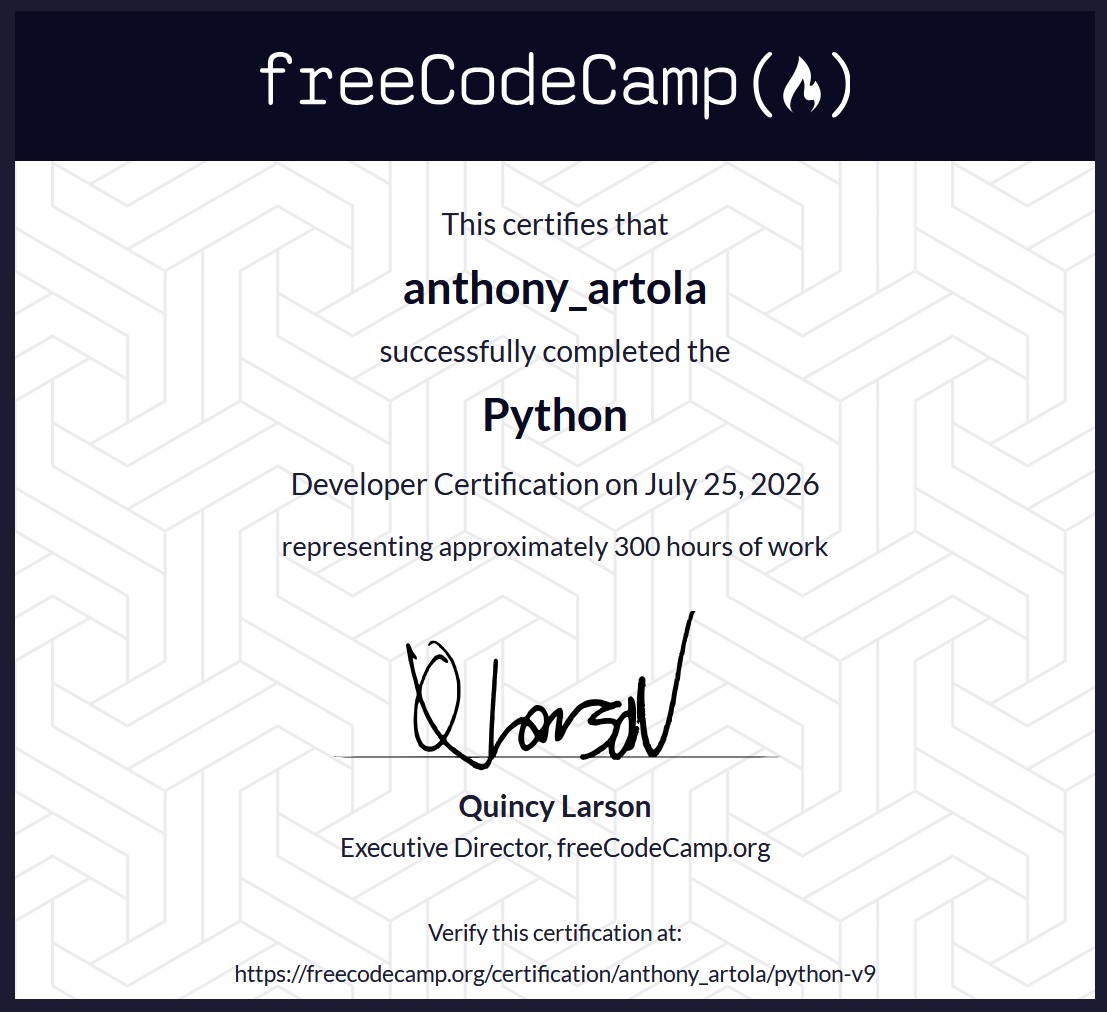 freeCodeCamp
This certifies that
anthony_artola
successfully completed the
Python
Developer Certification on July 25, 2026
representing approximately 300 hours of work
Q Larson
Quincy Larson
Executive Director, freeCodeCamp.org
Verify this certification at:
https://freecodecamp.org/certification/anthony_artola/python-v9